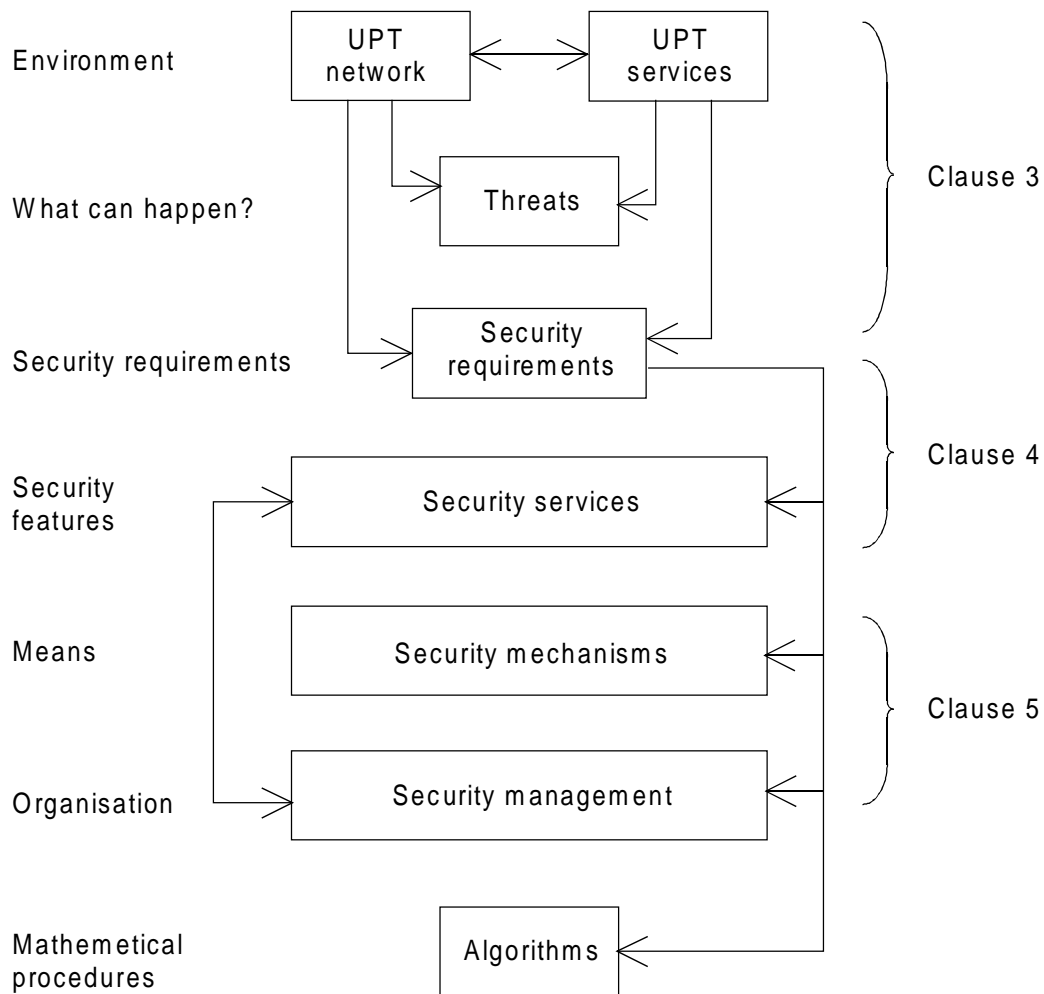 UPT
network
UPT
services
Environment
Clause 3
Threats
What can happen?
Security
requirements
Security requirements
Clause 4
Security
features
Security services
Means
Security mechanisms
Clause 5
Organisation
Security management
Mathemetical
procedures
Algorithms